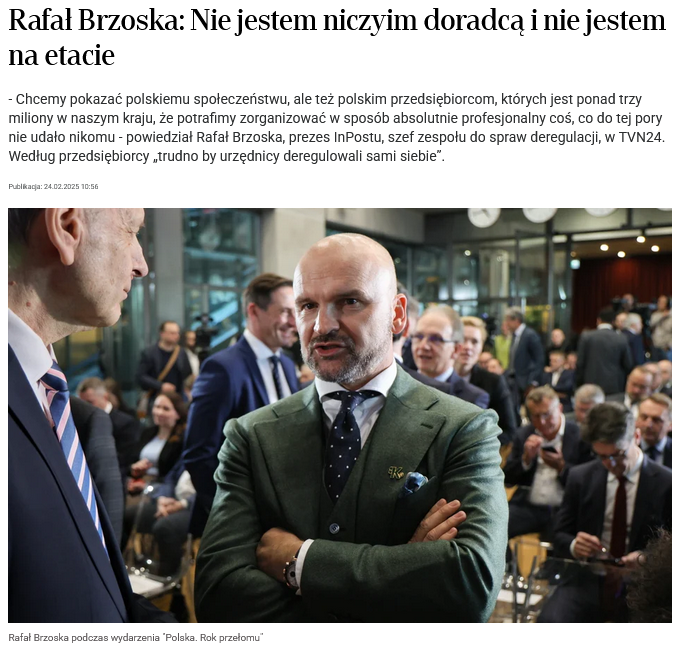 Rafał Brzoska: Nie jestem niczyim doradcą i nie jestem
na etacie
- Chcemy pokazać polskiemu społeczeństwu, ale też polskim przedsiębiorcom, których jest ponad trzy
miliony w naszym kraju, że potrafimy zorganizować w sposób absolutnie profesjonalny coś, co do tej pory
nie udało nikomu - powiedział Rafał Brzoska, prezes InPostu, szef zespołu do spraw deregulacji, w TVN24.
Według przedsiębiorcy „trudno by urzędnicy deregulowali sami siebie”.
Publikacja: 24.02.2025 10:56
Rafał Brzoska podczas wydarzenia "Polska. Rok przełomu"